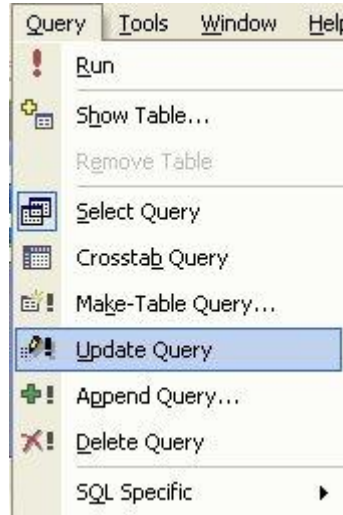 Query Tools Window Help
Run
Show Table...
Remove Table
Select Query
Crosstab Query
Make-Table Query...
Update Query
Append Query...
Delete Query
SQL Specific